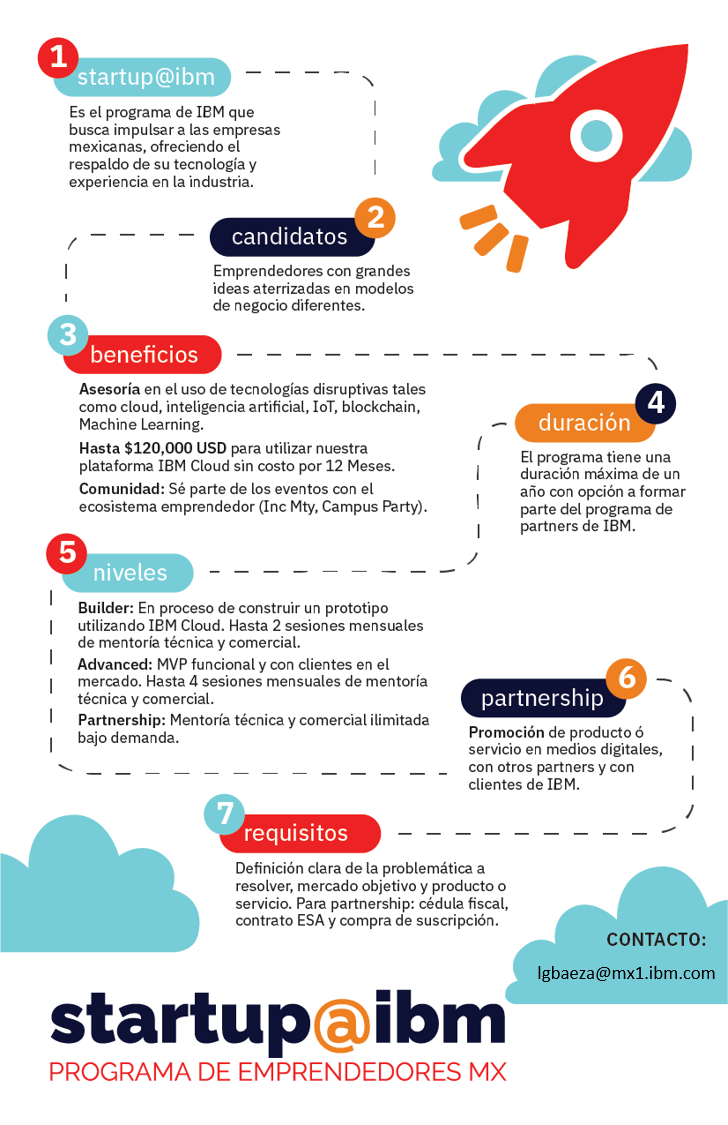 1
startup@ibm
Es el programa de IBM que
busca impulsar a las empresas
mexicanas, ofreciendo el
respaldo de su tecnología y
experiencia en la industria.
2
candidatos
Emprendedores con grandes
ideas aterrizadas en modelos
de negocio diferentes.
3
beneficios
Asesoría en el uso de tecnologías disruptivas tales
como cloud, inteligencia artificial, IoT, blockchain,
Machine Learning.
Hasta $120,000 USD para utilizar nuestra
plataforma IBM Cloud sin costo por 12 Meses.
Comunidad: Sé parte de los eventos con el
ecosistema emprendedor (Inc Mty, Campus Party).
4
duración
El programa tiene una
duración máxima de un
año con opción a formar
parte del programa de
partners de IBM.
5
niveles
Builder: En proceso de construir un prototipo
utilizando IBM Cloud. Hasta 2 sesiones mensuales
de mentoría técnica y comercial.
Advanced: MVP funcional y con clientes en el
mercado. Hasta 4 sesiones mensuales de mentoría
técnica y comercial.
Partnership: Mentoría técnica y comercial ilimitada
bajo demanda.
6
partnership
Promoción de producto ó
servicio en medios digitales,
con otros partners y con
clientes de IBM.
7
requisitos
Definición clara de la problemática a
resolver, mercado objetivo y producto o
servicio. Para partnership: cédula fiscal,
contrato ESA y compra de suscripción.
CONTACTO:
lgbaeza@mx1.ibm.com
startup@ibm
PROGRAMA DE EMPRENDEDORES MX